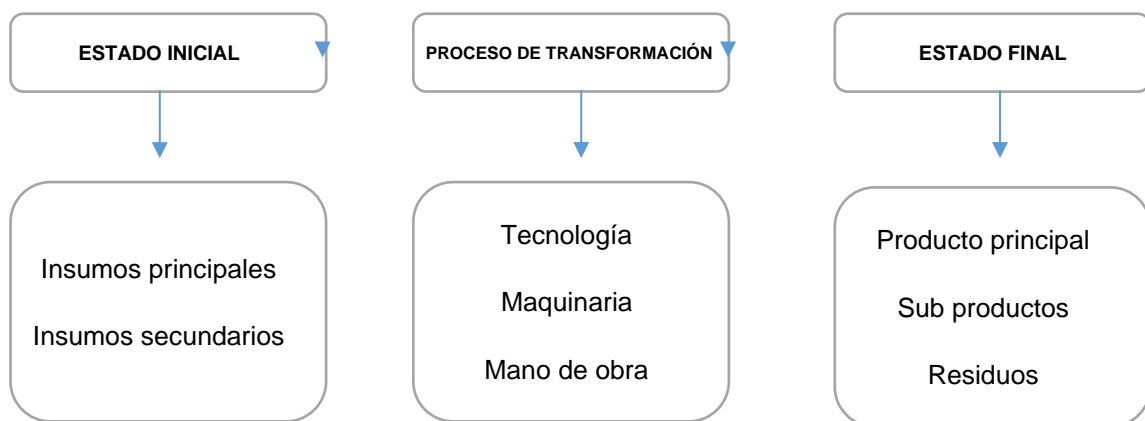 ESTADO INICIAL
PROCESO DE TRANSFORMACIÓN
ESTADO FINAL
Insumos principales
Insumos secundarios
Tecnología
Maquinaria
Mano de obra
Producto principal
Sub productos
Residuos